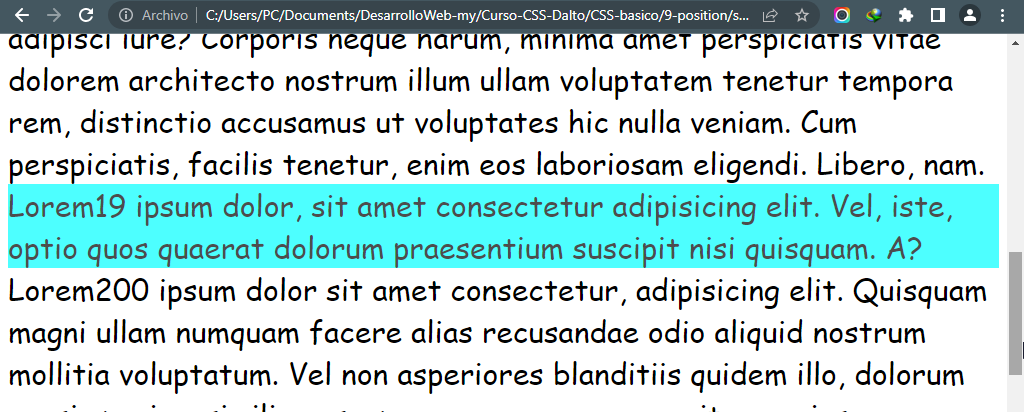 Archivo | C:/Users/PC/Documents/DesarrolloWeb-my/Curso-CSS-Dalto/CSS-basico/9-position/s...
adipisci iure? Corporis neque harum, minima amet perspiciatis vitae
dolorem architecto nostrum illum ullam voluptatem tenetur tempora
rem, distinctio accusamus ut voluptates hic nulla veniam. Cum
perspiciatis, facilis tenetur, enim eos laboriosam eligendi. Libero, nam.
Lorem19 ipsum dolor, sit amet consectetur adipisicing elit. Vel, iste,
optio quos quaerat dolorum praesentium suscipit nisi quisquam. A?
Lorem200 ipsum dolor sit amet consectetur, adipisicing elit. Quisquam
magni ullam numquam facere alias recusandae odio aliquid nostrum
mollitia voluptatum. Vel non asperiores blanditiis quidem illo, dolorum